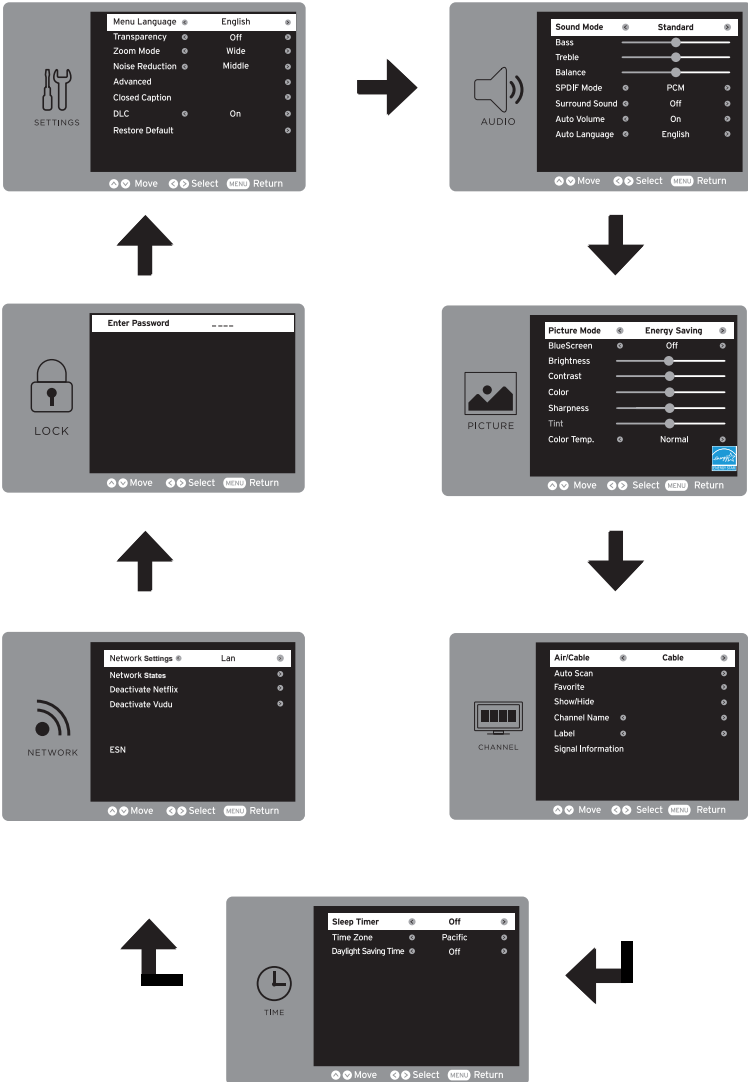 Menu Language English
Transparency Off
Zoom Mode Wide
Noise Reduction Middle
Advanced
Closed Caption
DLC On
Restore Default
SETTINGS
Move Select MENU Return
Sound Mode Standard
Bass
Treble
Balance
SPDIF Mode PCM
Surround Sound Off
Auto Volume On
Auto Language English
AUDIO
Move Select MENU Return
Enter Password _ _ _ _
LOCK
Move Select MENU Return
Picture Mode Energy Saving
BlueScreen Off
Brightness
Contrast
Color
Sharpness
Tint
Color Temp. Normal
PICTURE
ENERGY STAR
Move Select MENU Return
Network Settings Lan
Network States
Deactivate Netflix
Deactivate Vudu
ESN
NETWORK
Move Select MENU Return
Air/Cable Cable
Auto Scan
Favorite
Show/Hide
Channel Name
Label
Signal Information
CHANNEL
Move Select MENU Return
Sleep Timer Off
Time Zone Pacific
Daylight Saving Time Off
TIME
Move Select MENU Return